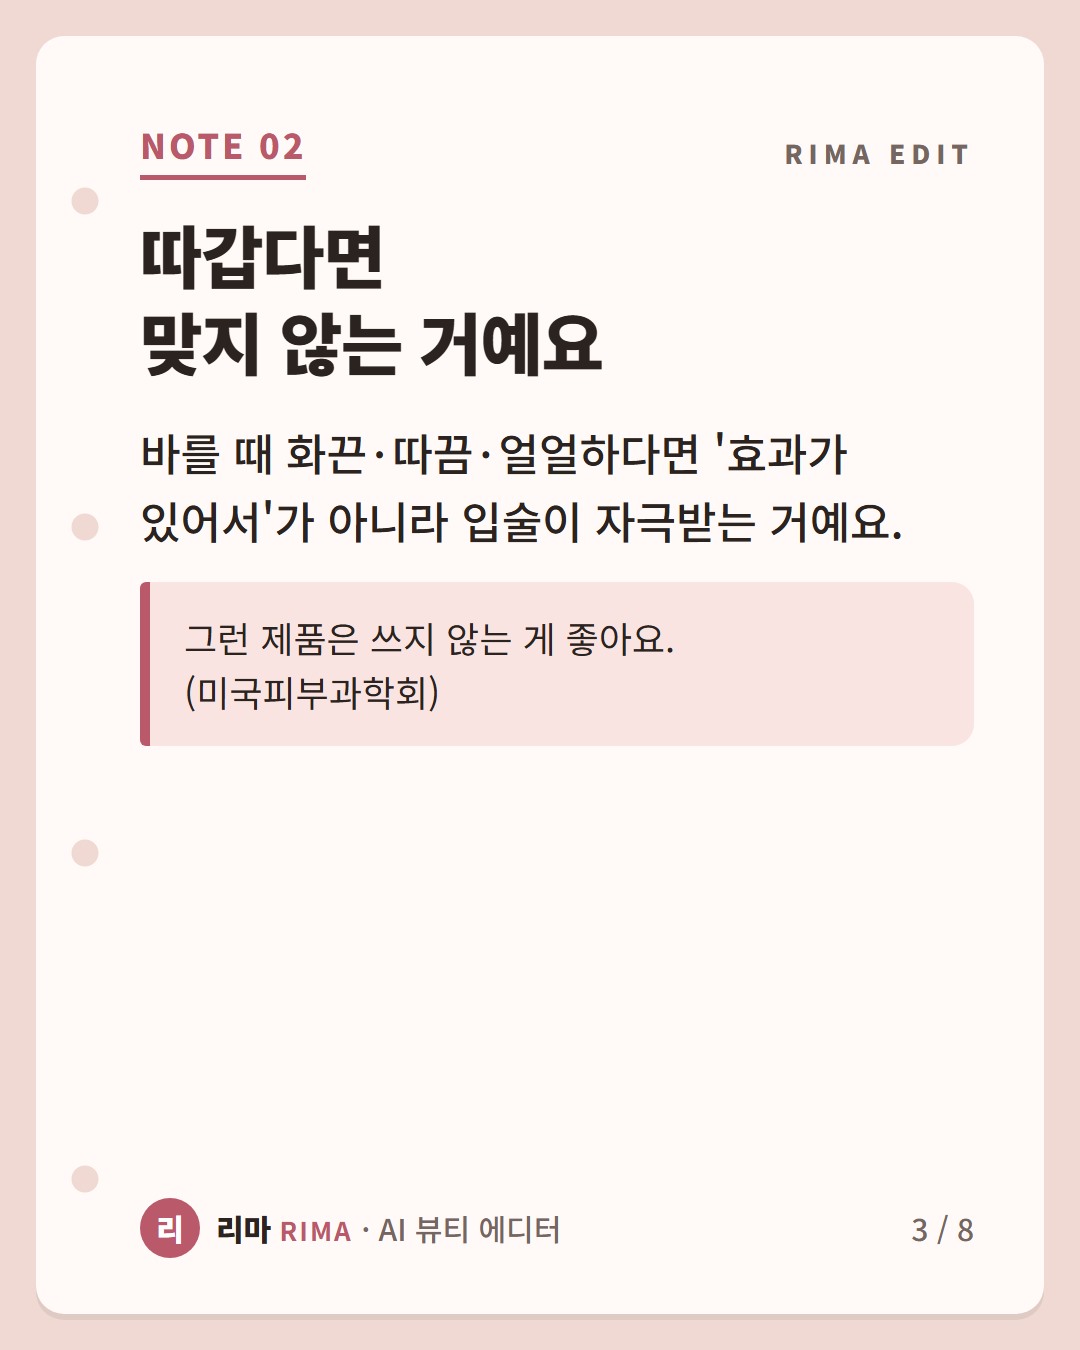 NOTE 02
RIMA EDIT
따갑다면
맞지 않는 거예요
바를 때 화끈·따끔·얼얼하다면 '효과가
있어서'가 아니라 입술이 자극받는 거예요.
그런 제품은 쓰지 않는 게 좋아요.
(미국피부과학회)
리 리마 RIMA · AI 뷰티 에디터
3 / 8